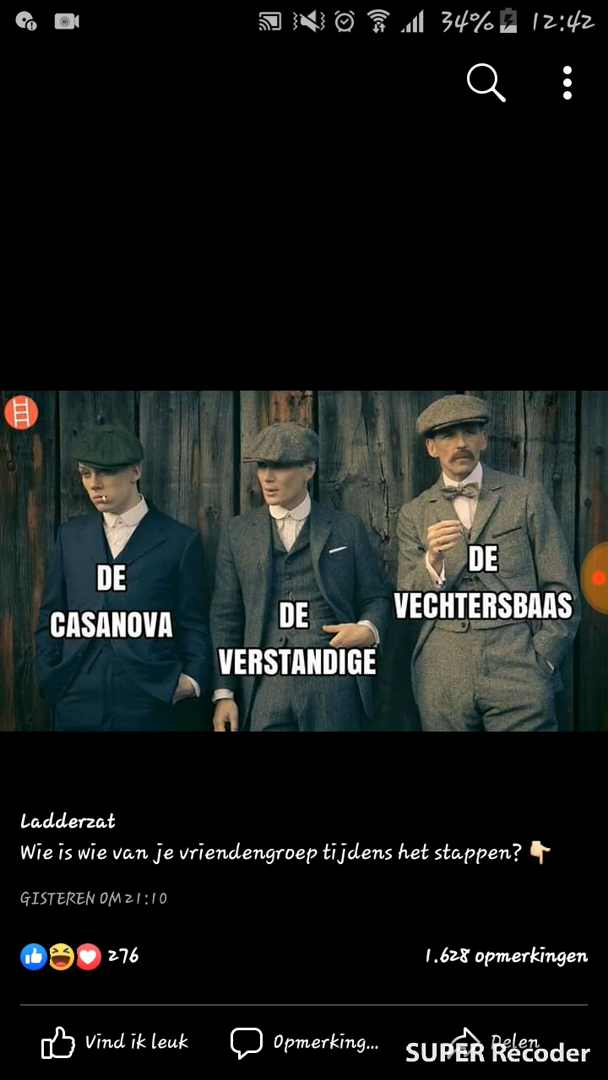 34% 12:42
DE
CASANOVA
DE
VERSTANDIGE
DE
VECHTERSBAAS
Ladderzat
Wie is wie van je vriendengroep tijdens het stappen? 👇🏻
GISTEREN OM 21:10
276
1.628 opmerkingen
Vind ik leuk
Opmerking...
Delen
SUPER Recoder